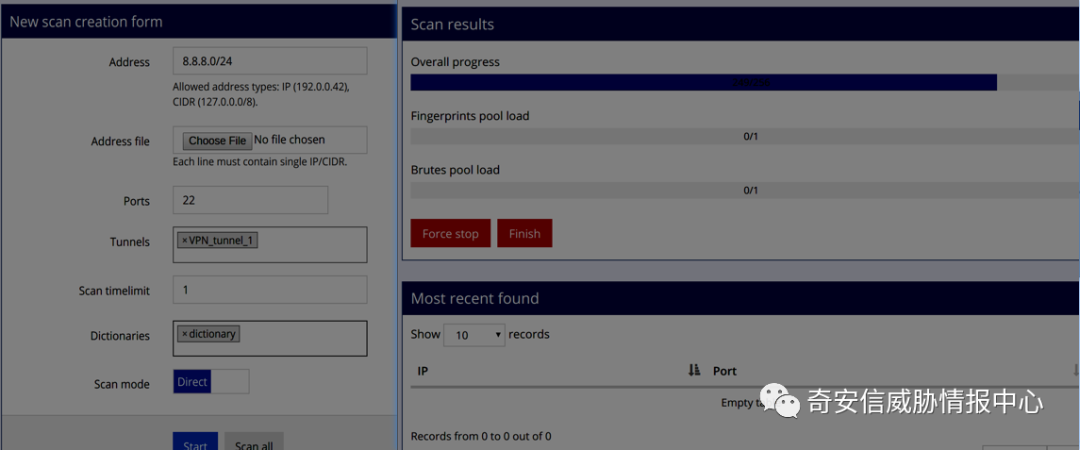 New scan creation form
Address
8.8.8.0/24
Allowed address types: IP (192.0.0.42),
CIDR (127.0.0.0/8).
Address file
Choose File No file chosen
Each line must contain single IP/CIDR.
Ports
22
Tunnels
×VPN_tunnel_1
Scan timelimit
1
Dictionaries
×dictionary
Scan mode
Direct
Start
Scan all
Scan results
Overall progress
Fingerprints pool load
0/1
Brutes pool load
0/1
Force stop
Finish
Most recent found
Show 10 records
IP
Port
Empty
Records from 0 to 0 out of 0
奇安信威胁情报中心